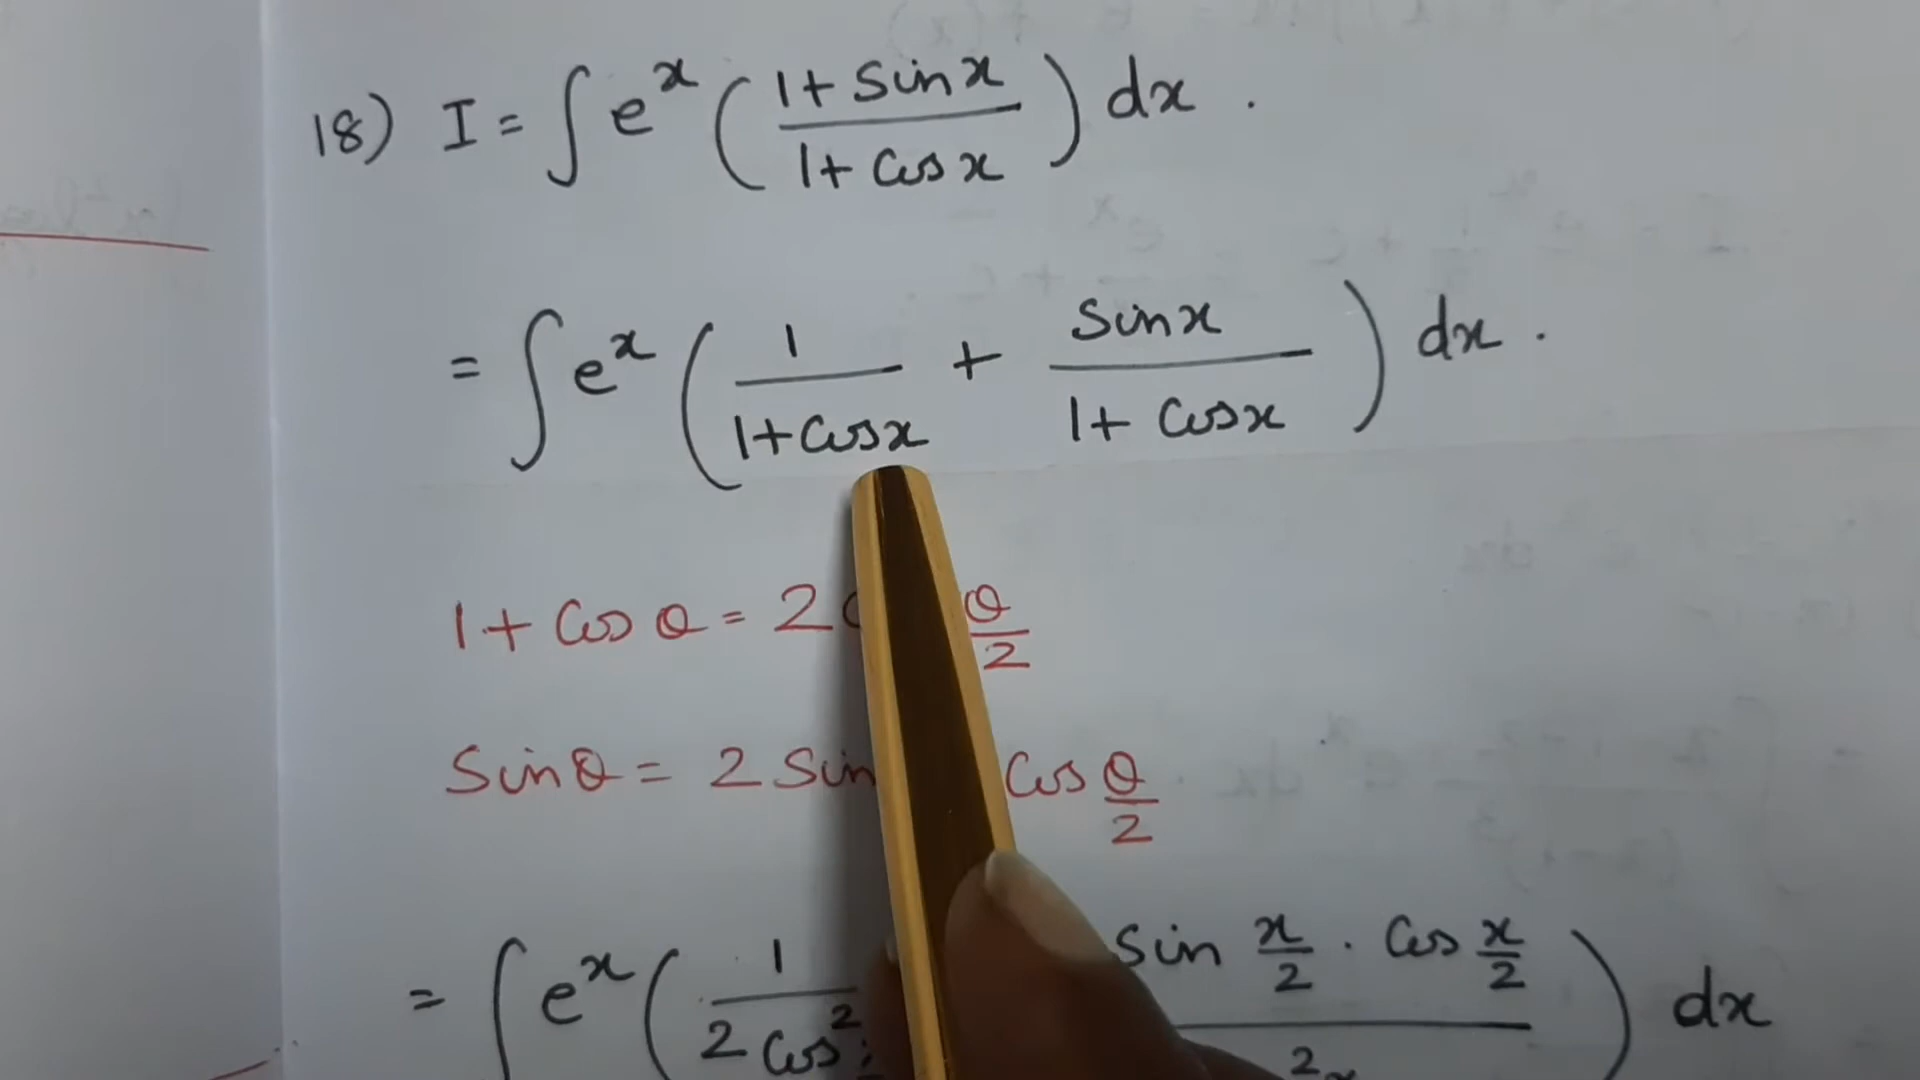 18) I = ∫ e^x ( (1 + Sin x) / (1 + Cos x) ) dx .
= ∫ e^x ( 1 / (1 + Cos x) + Sin x / (1 + Cos x) ) dx .
1 + Cos θ = 2 θ/2
Sin θ = 2 Sin Cos θ/2
= ∫ e^x ( 1 / (2 Cos²) Sin x/2 . Cos x/2 ) dx